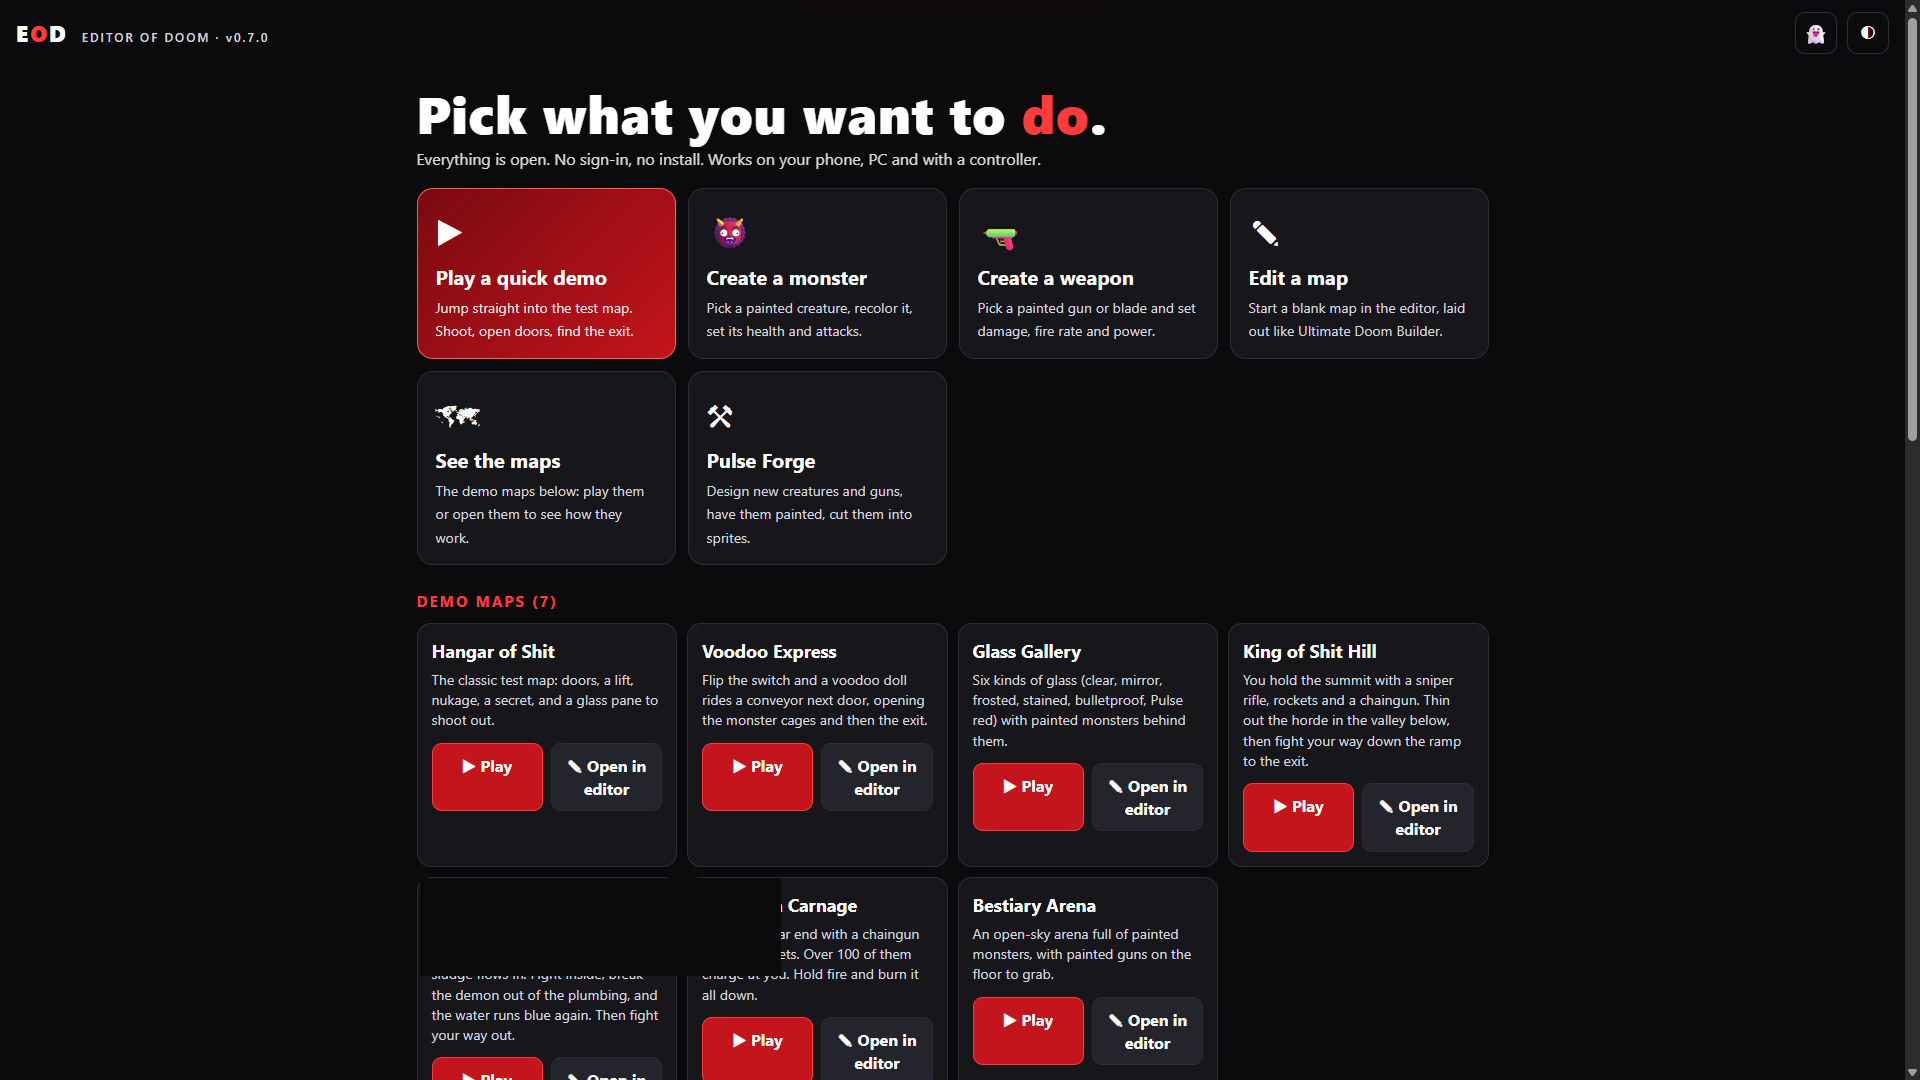 EOD EDITOR OF DOOM · v0.7.0
Pick what you want to do.
Everything is open. No sign-in, no install. Works on your phone, PC and with a controller.
Play a quick demo
Jump straight into the test map.
Shoot, open doors, find the exit.
Create a monster
Pick a painted creature, recolor it,
set its health and attacks.
Create a weapon
Pick a painted gun or blade and set
damage, fire rate and power.
Edit a map
Start a blank map in the editor, laid
out like Ultimate Doom Builder.
See the maps
The demo maps below: play them
or open them to see how they
work.
Pulse Forge
Design new creatures and guns,
have them painted, cut them into
sprites.
DEMO MAPS (7)
Hangar of Shit
The classic test map: doors, a lift,
nukage, a secret, and a glass pane to
shoot out.
▶ Play
Open in
editor
Voodoo Express
Flip the switch and a voodoo doll
rides a conveyor next door, opening
the monster cages and then the exit.
▶ Play
Open in
editor
Glass Gallery
Six kinds of glass (clear, mirror,
frosted, stained, bulletproof, Pulse
red) with painted monsters behind
them.
▶ Play
Open in
editor
King of Shit Hill
You hold the summit with a sniper
rifle, rockets and a chaingun. Thin
out the horde in the valley below,
then fight your way down the ramp
to the exit.
▶ Play
Open in
editor
the demon out of the plumbing, and
the water runs blue again. Then fight
your way out.
Play
Open in
Carnage
end with a chaingun
Over 100 of them
charge at you. Hold fire and burn it
all down.
▶ Play
Open in
editor
Bestiary Arena
An open-sky arena full of painted
monsters, with painted guns on the
floor to grab.
▶ Play
Open in
editor